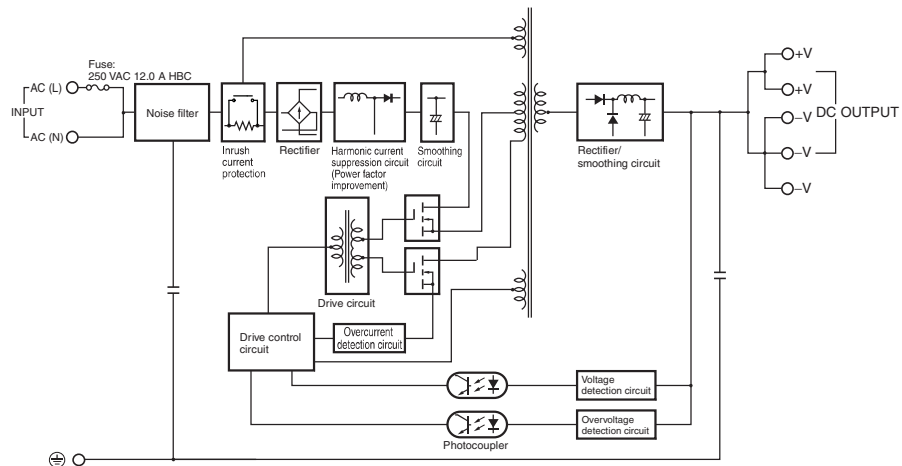 Fuse:
250 VAC 12.0 A HBC
AC (L)
INPUT
AC (N)
Noise filter
Inrush
current
protection
Rectifier
Harmonic current
suppression circuit
(Power factor
improvement)
Smoothing
circuit
Rectifier/
smoothing circuit
+V
+V
−V
DC OUTPUT
−V
−V
Drive circuit
Drive control
circuit
Overcurrent
detection circuit
Voltage
detection circuit
Overvoltage
detection circuit
Photocoupler